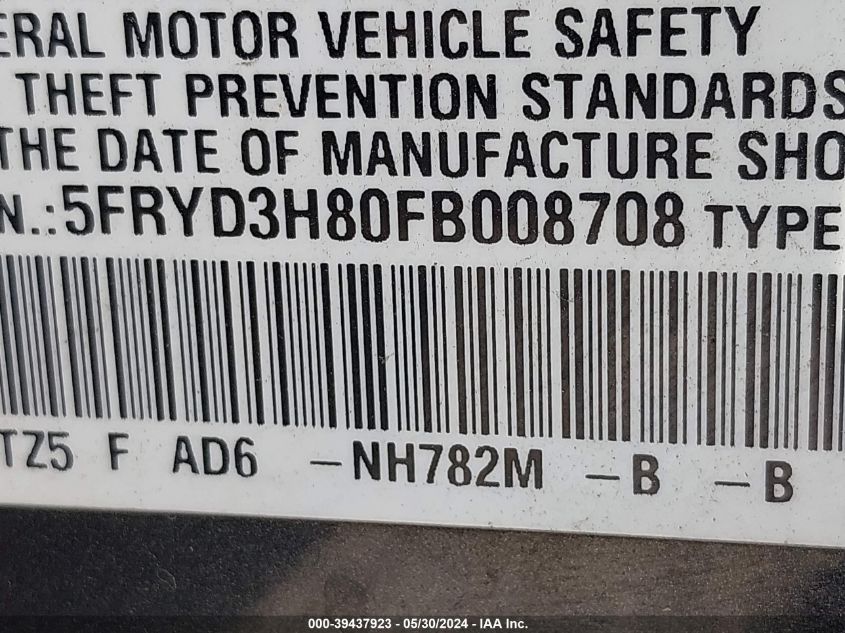 ERAL MOTOR VEHICLE SAFETY
THEFT PREVENTION STANDARDS
THE DATE OF MANUFACTURE SHO
N.:5FRYD3H80FB008708 TYPE
TZ5 F AD6 -NH782M -B -B
000-39437923 - 05/30/2024 - IAA Inc.